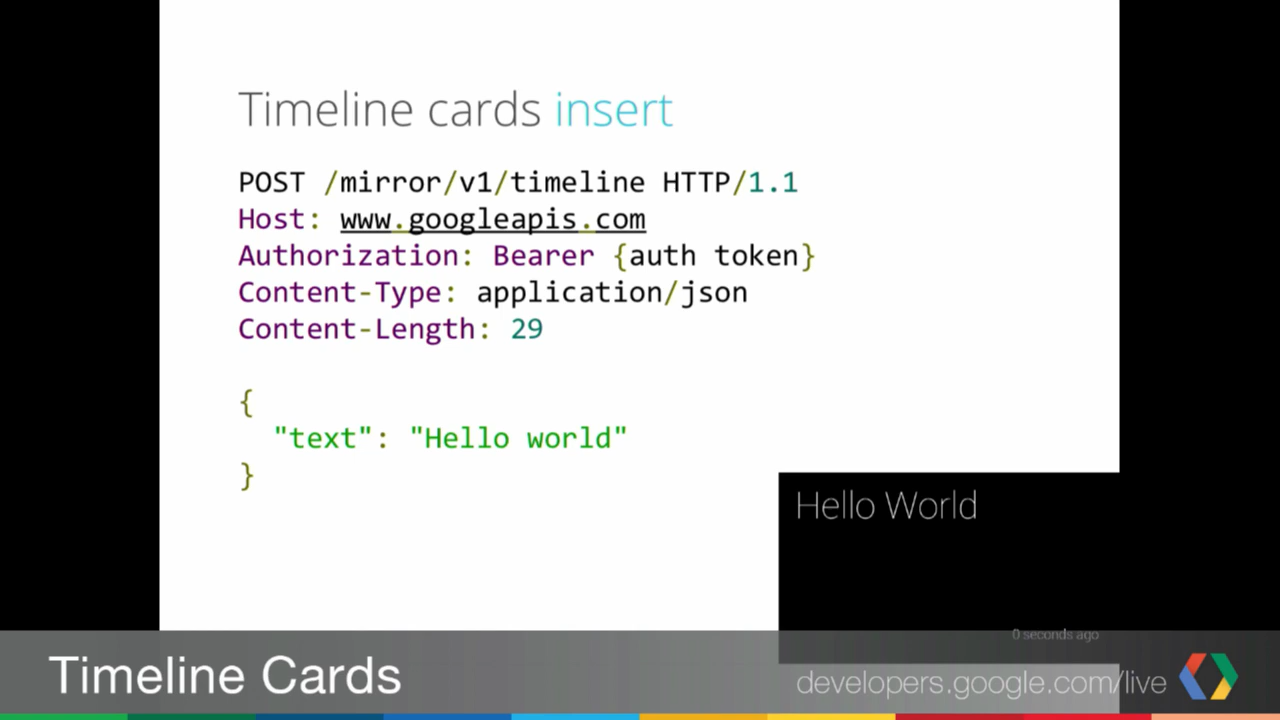 Timeline cards insert
POST /mirror/v1/timeline HTTP/1.1
Host: www.googleapis.com
Authorization: Bearer {auth token}
Content-Type: application/json
Content-Length: 29
{
"text": "Hello world"
}
Hello World
0 seconds ago
Timeline Cards
developers.google.com/live